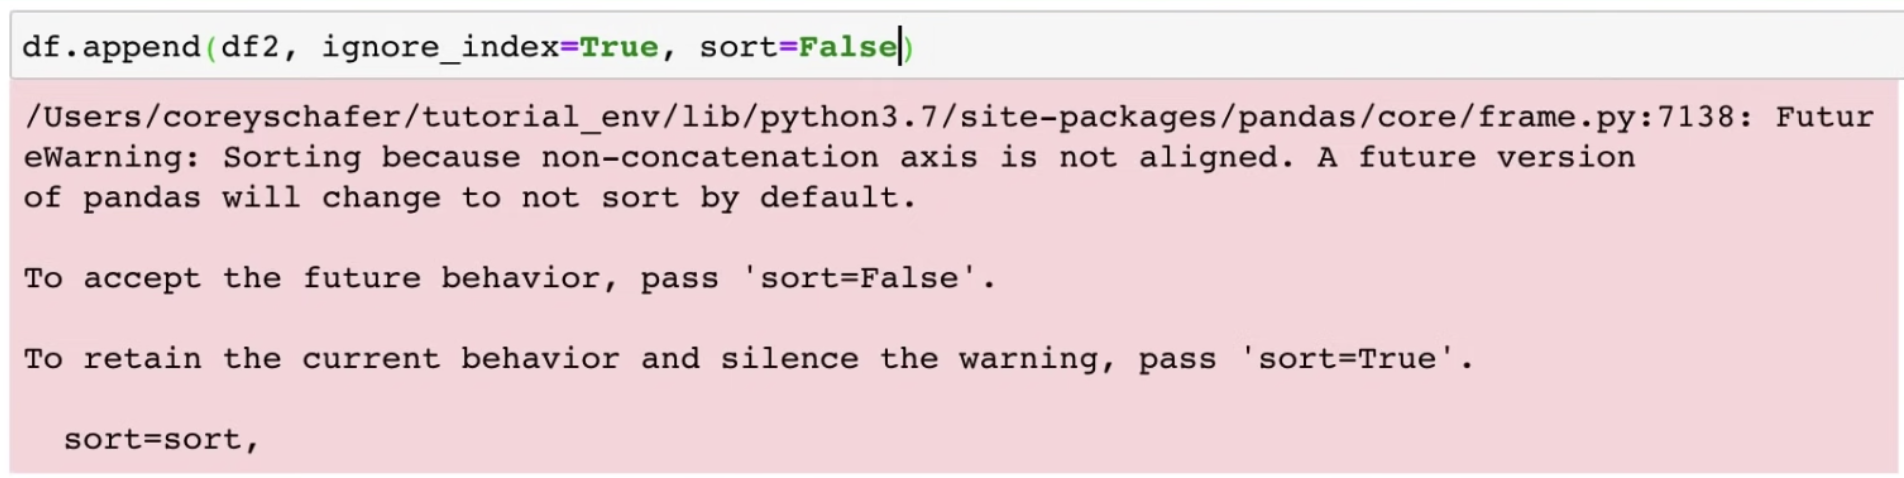 df.append(df2, ignore_index=True, sort=False)
/Users/coreyschafer/tutorial_env/lib/python3.7/site-packages/pandas/core/frame.py:7138: Futur
eWarning: Sorting because non-concatenation axis is not aligned. A future version
of pandas will change to not sort by default.
To accept the future behavior, pass 'sort=False'.
To retain the current behavior and silence the warning, pass 'sort=True'.
sort=sort,